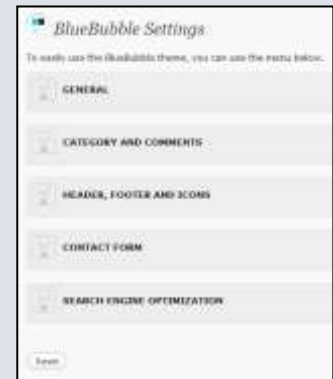 BlueBubble Settings
To easily use the BlueBubble theme, you can use the menu below.
GENERAL
CATEGORY AND COMMENTS
HEADER, FOOTER AND ICONS
CONTACT FORM
SEARCH ENGINE OPTIMIZATION
Reset